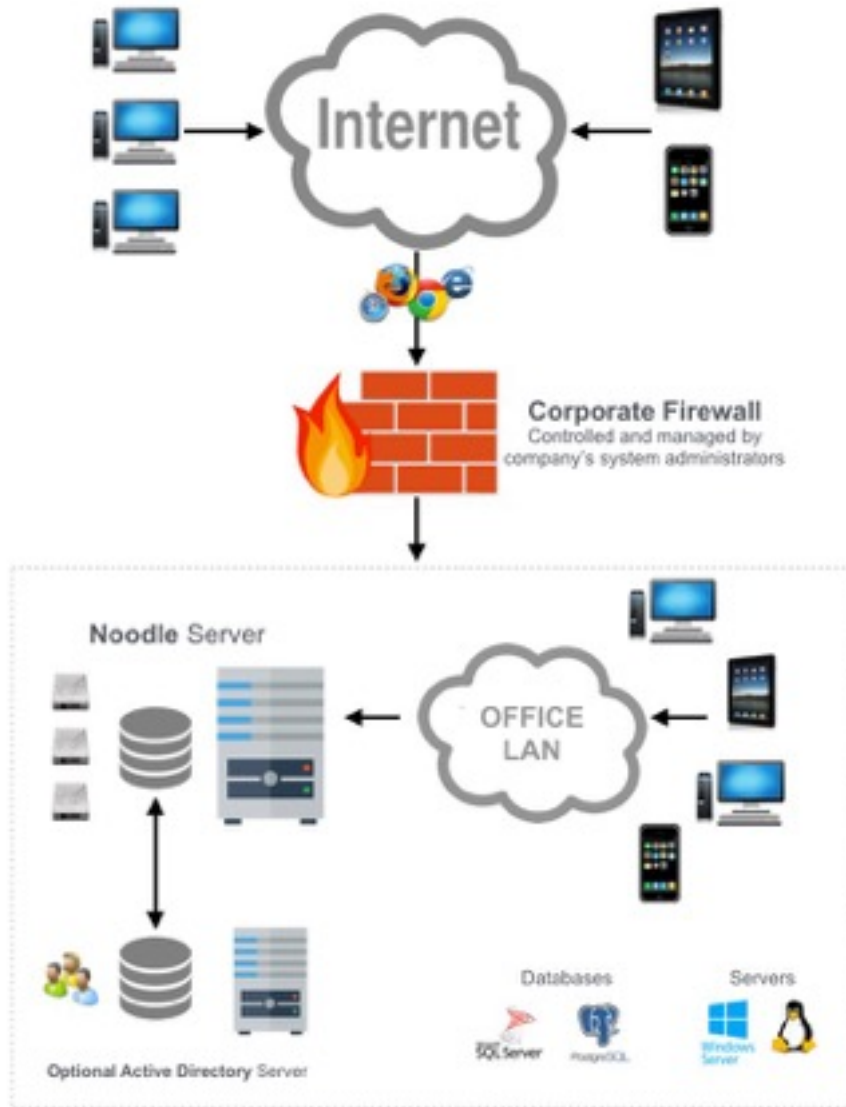 Internet
Corporate Firewall
Controlled and managed by
company's system administrators
Noodle Server
OFFICE
LAN
Optional Active Directory Server
Databases
SQL Server
PostgreSQL
Servers
Windows
Server